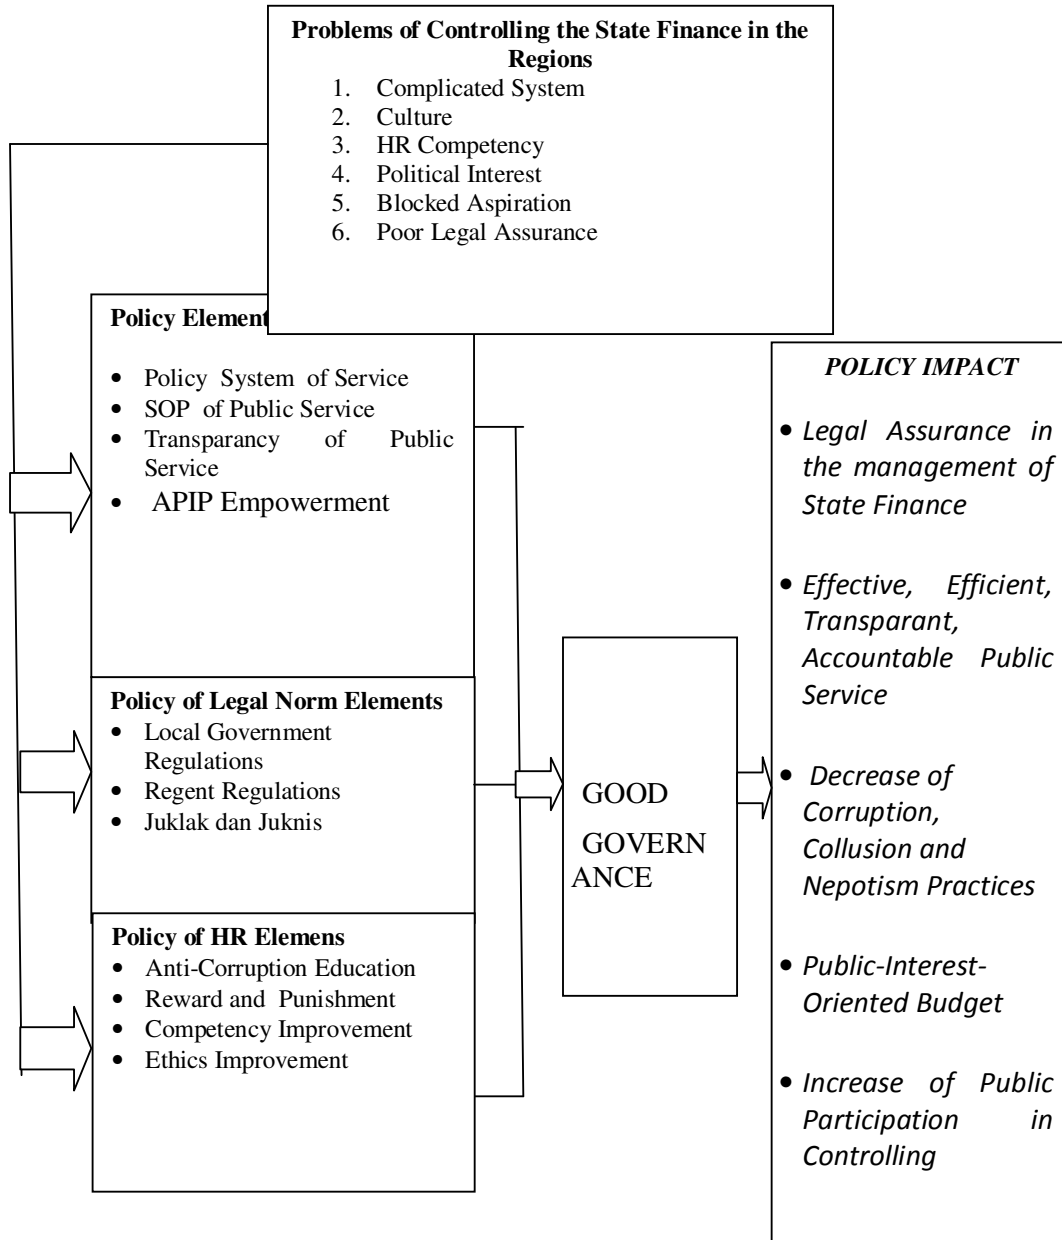 Problems of Controlling the State Finance in the
Regions
1. Complicated System
2. Culture
3. HR Competency
4. Political Interest
5. Blocked Aspiration
6. Poor Legal Assurance
Policy Element
• Policy System of Service
• SOP of Public Service
• Transparancy of Public
Service
• APIP Empowerment
Policy of Legal Norm Elements
• Local Government
Regulations
• Regent Regulations
• Juklak dan Juknis
Policy of HR Elemens
• Anti-Corruption Education
• Reward and Punishment
• Competency Improvement
• Ethics Improvement
GOOD
GOVERN
ANCE
POLICY IMPACT
• Legal Assurance in
the management of
State Finance
• Effective, Efficient,
Transparant,
Accountable Public
Service
• Decrease of
Corruption,
Collusion and
Nepotism Practices
• Public-Interest-
Oriented Budget
• Increase of Public
Participation in
Controlling